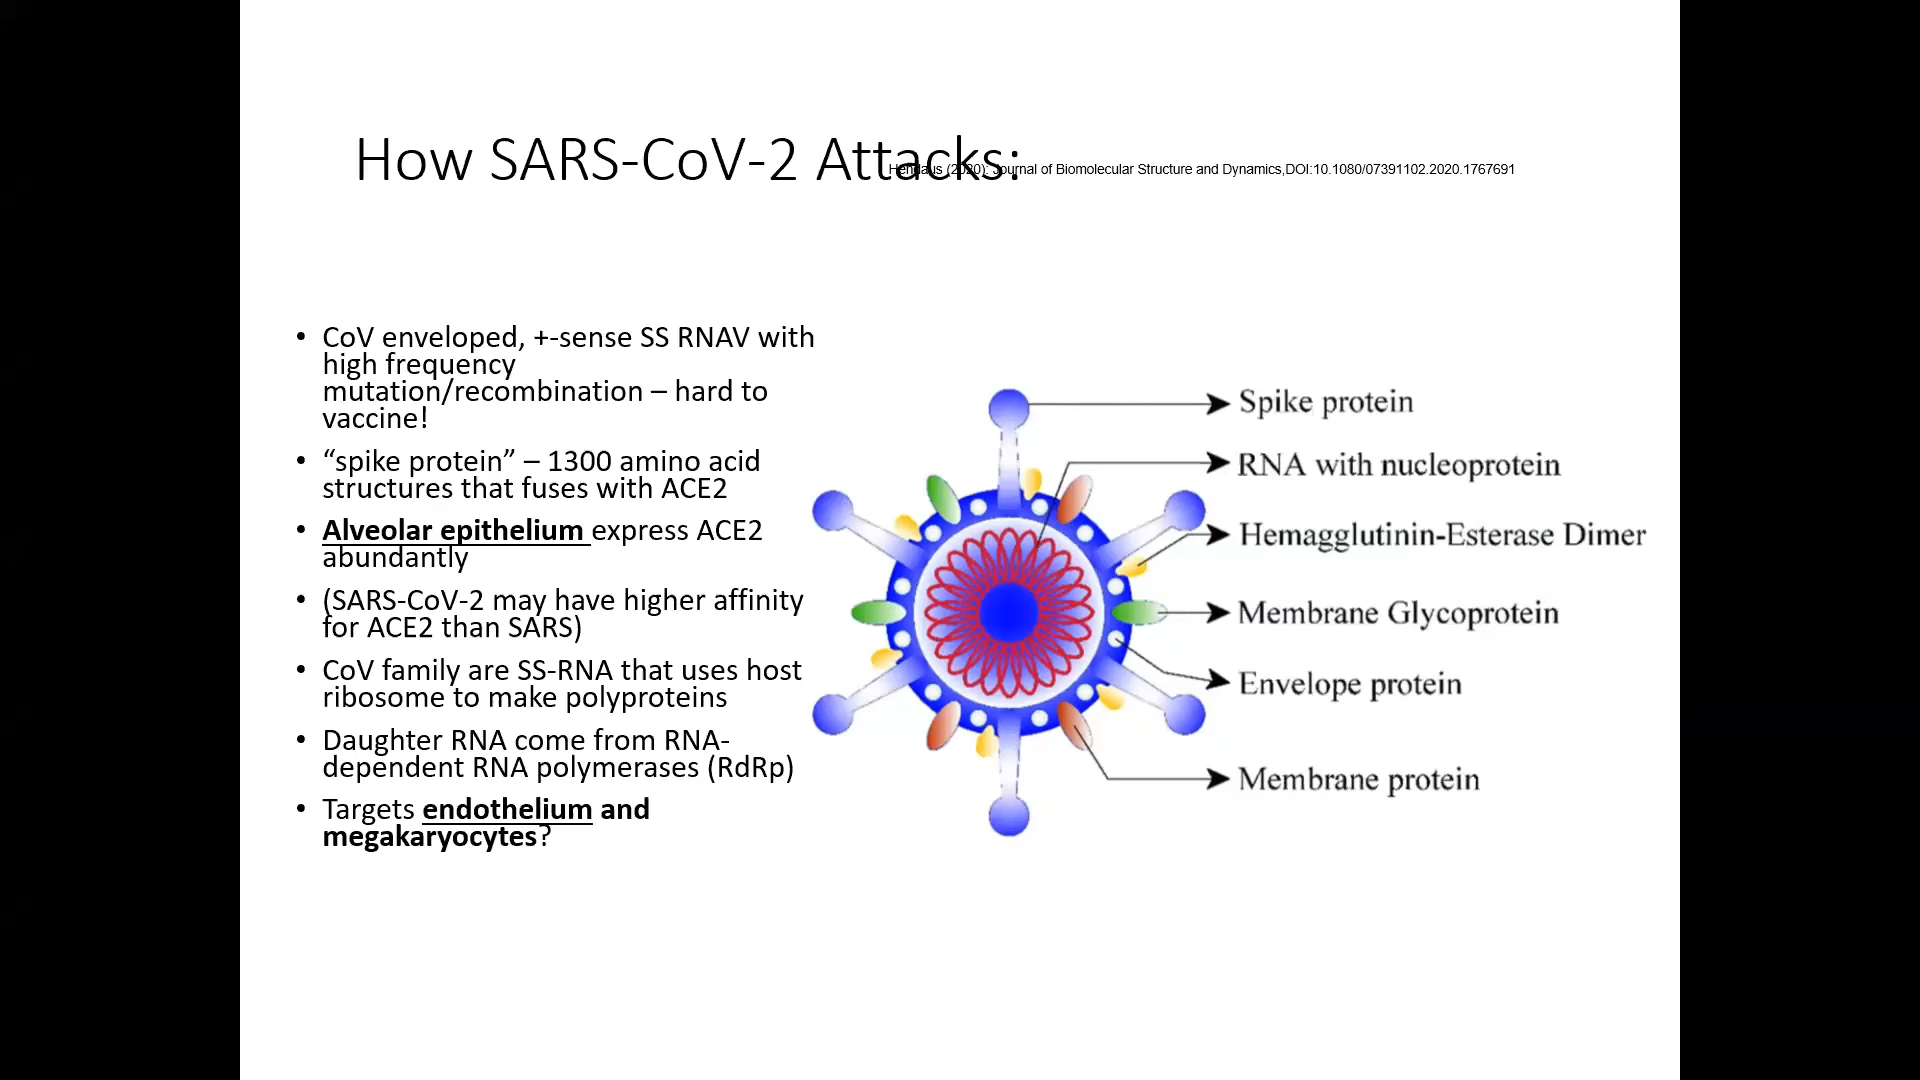 How SARS-CoV-2 Attacks:
Hendaus (2020): Journal of Biomolecular Structure and Dynamics,DOI:10.1080/07391102.2020.1767691
• CoV enveloped, +-sense SS RNAV with
high frequency
mutation/recombination – hard to
vaccine!
• “spike protein” – 1300 amino acid
structures that fuses with ACE2
• Alveolar epithelium express ACE2
abundantly
• (SARS-CoV-2 may have higher affinity
for ACE2 than SARS)
• CoV family are SS-RNA that uses host
ribosome to make polyproteins
• Daughter RNA come from RNA-
dependent RNA polymerases (RdRp)
• Targets endothelium and
megakaryocytes?
Spike protein
RNA with nucleoprotein
Hemagglutinin-Esterase Dimer
Membrane Glycoprotein
Envelope protein
Membrane protein